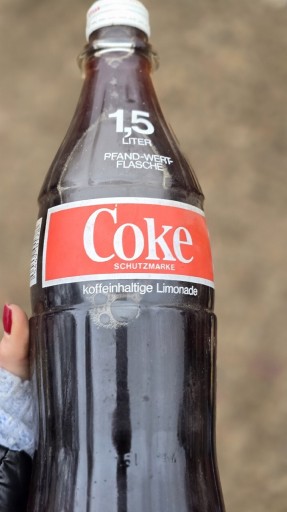 1,5
LITER
PFAND-WERT-
FLASCHE
Coke
SCHUTZMARKE
koffeinhaltige Limonade